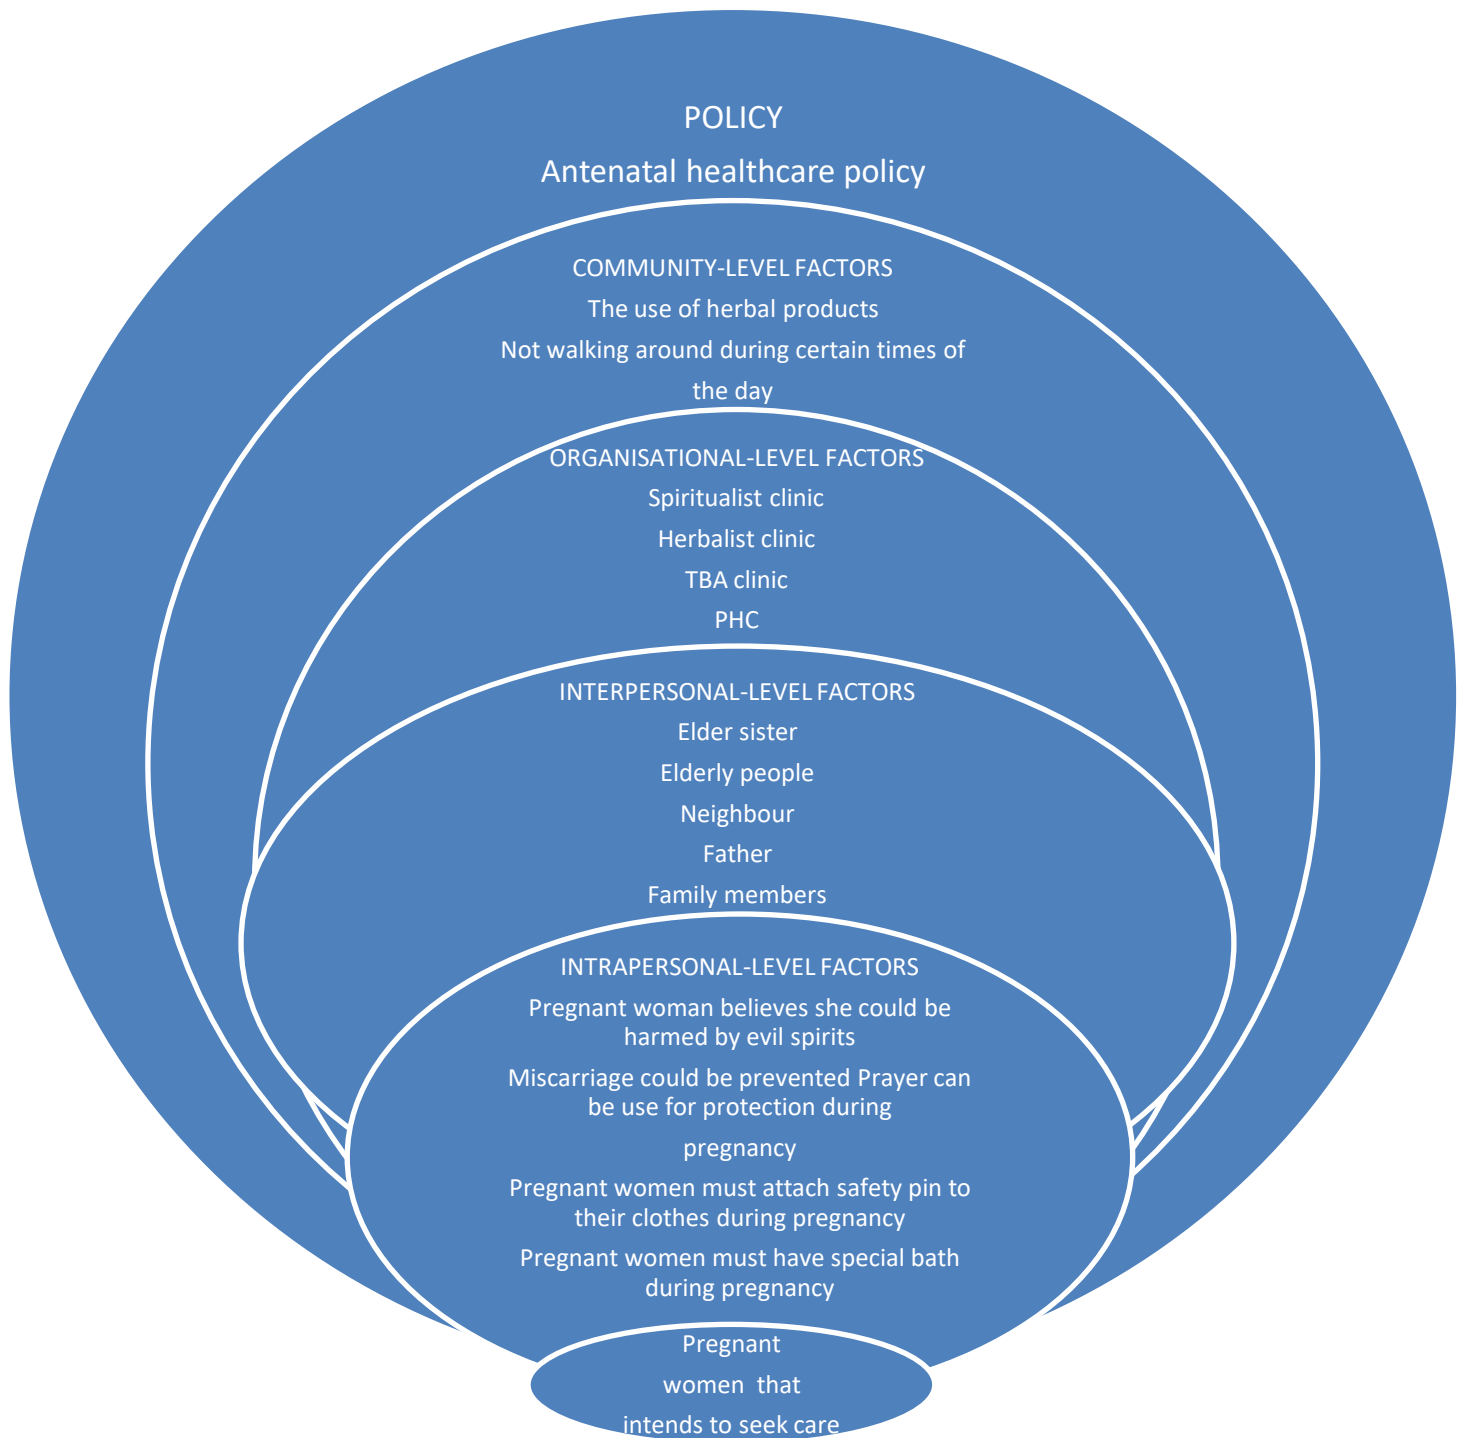 POLICY
Antenatal healthcare policy
COMMUNITY-LEVEL FACTORS
The use of herbal products
Not walking around during certain times of
the day
ORGANISATIONAL-LEVEL FACTORS
Spiritualist clinic
Herbalist clinic
TBA clinic
PHC
INTERPERSONAL-LEVEL FACTORS
Elder sister
Elderly people
Neighbour
Father
Family members
INTRAPERSONAL-LEVEL FACTORS
Pregnant woman believes she could be
harmed by evil spirits
Miscarriage could be prevented Prayer can
be use for protection during
pregnancy
Pregnant women must attach safety pin to
their clothes during pregnancy
Pregnant women must have special bath
during pregnancy
Pregnant
women that
intends to seek care